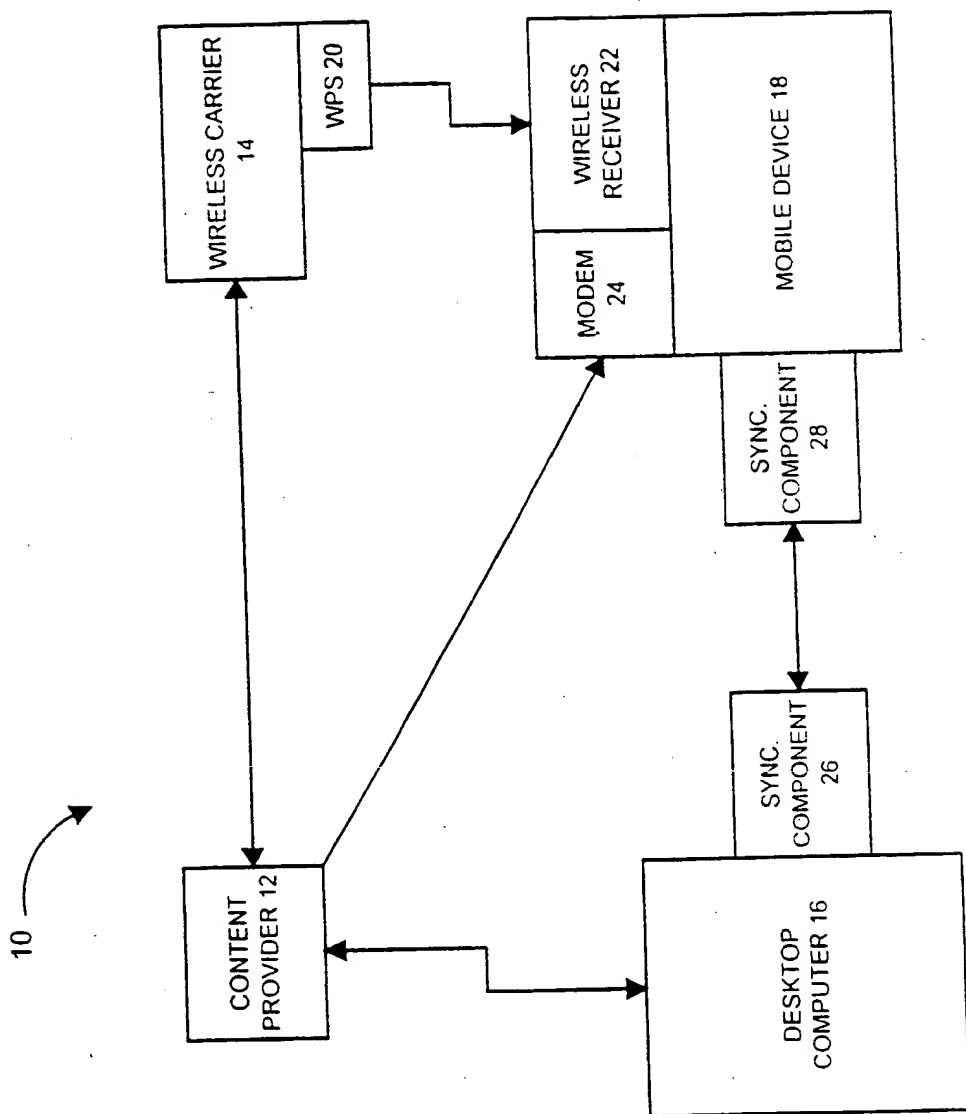 10
CONTENT
PROVIDER 12
WIRELESS CARRIER
14
WPS 20
DESKTOP
COMPUTER 16
SYNC.
COMPONENT
26
SYNC.
COMPONENT
28
MODEM
24
WIRELESS
RECEIVER 22
MOBILE DEVICE 18